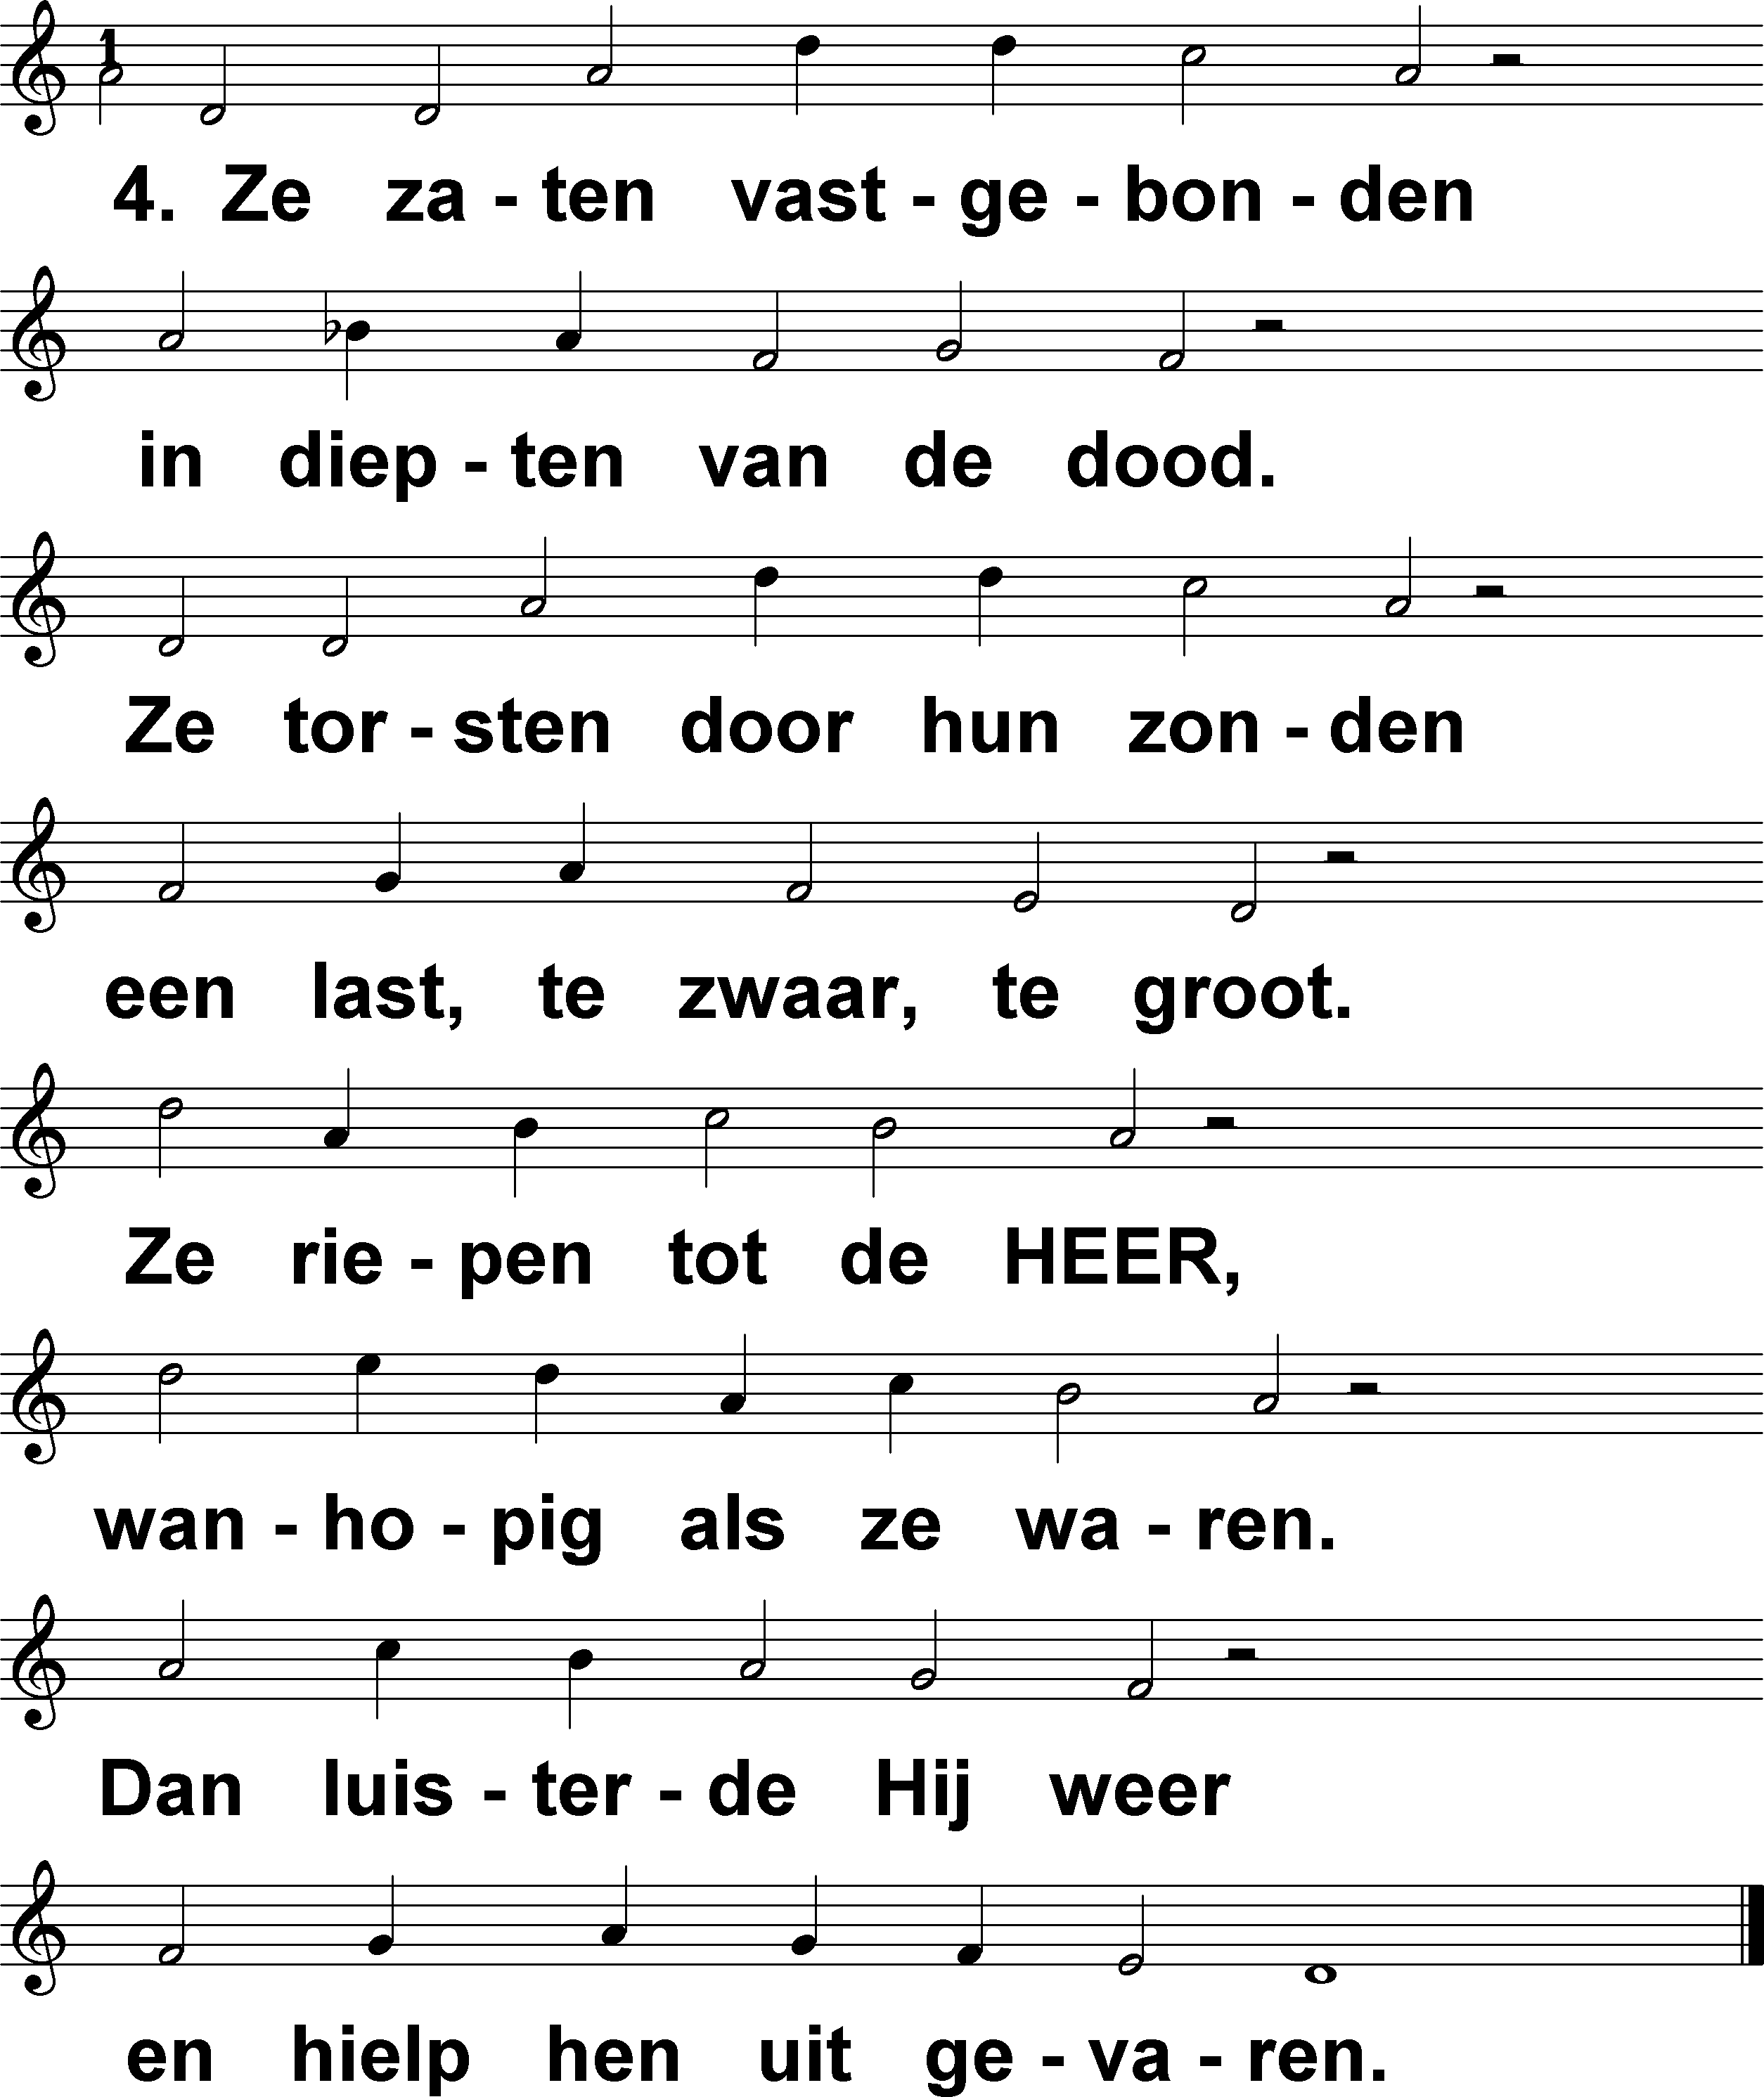 1
4. Ze za - ten vast - ge - bon - den
in diep - ten van de dood.
Ze tor - sten door hun zon - den
een last, te zwaar, te groot.
Ze rie - pen tot de HEER,
wan - ho - pig als ze wa - ren.
Dan luis - ter - de Hij weer
en hielp hen uit ge - va - ren.